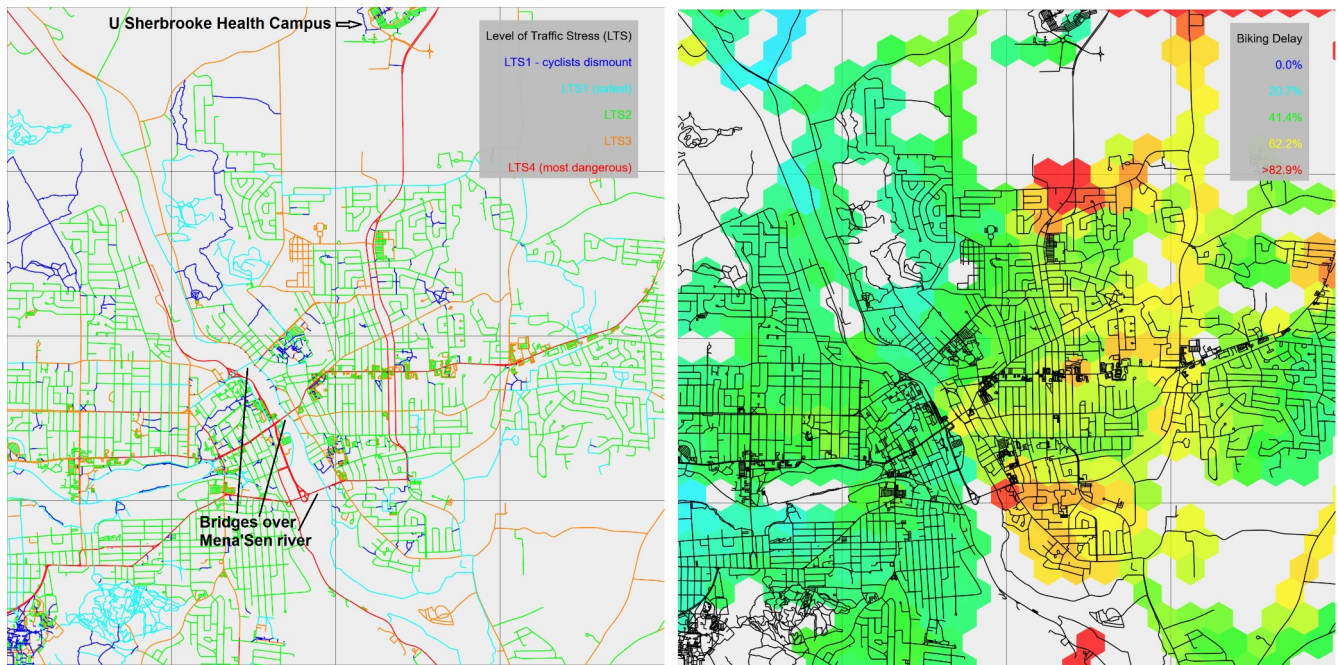 U Sherbrooke Health Campus
Level of Traffic Stress (LTS)
LTS1 - cyclists dismount
LTS1 (safest)
LTS2
LTS3
LTS4 (most dangerous)
Bridges over
Mena'Sen river
Biking Delay
0.0%
20.7%
41.4%
62.2%
>82.9%